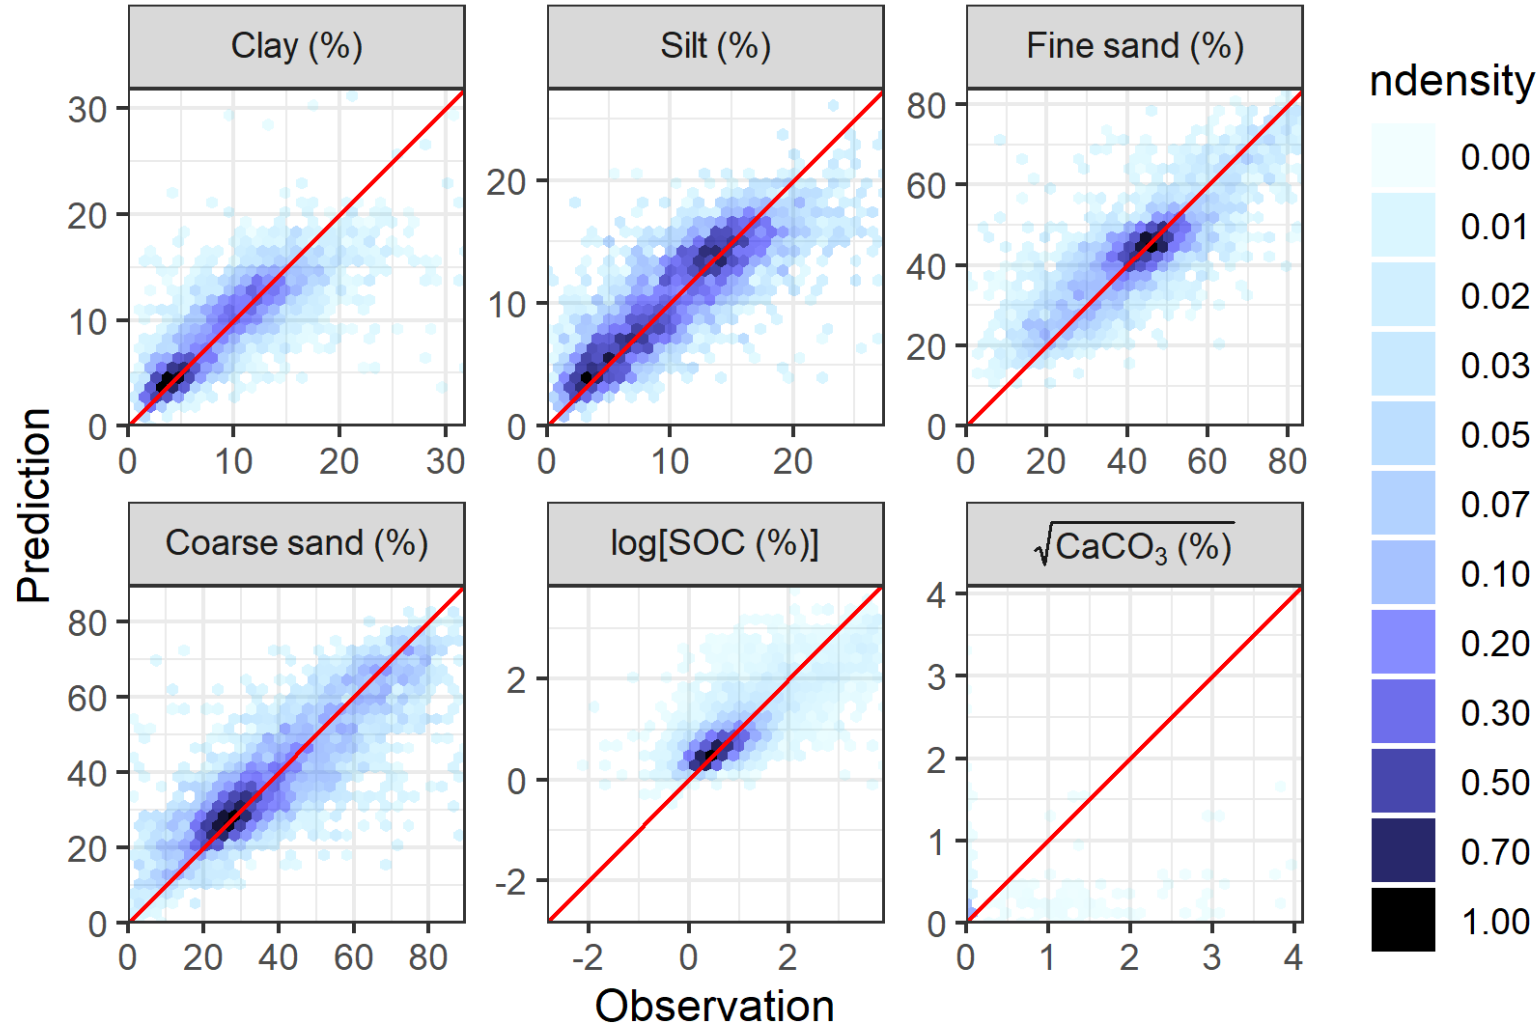 Clay (%)
Silt (%)
Fine sand (%)
30
20
10
0
0 10 20 30
20
10
0
0 10 20
80
60
40
20
0
0 20 40 60 80
Coarse sand (%)
log[SOC (%)]
√CaCO₃ (%)
80
60
40
20
0
0 20 40 60 80
2
0
-2
-2 0 2
4
3
2
1
0
0 1 2 3 4
Prediction
Observation
ndensity
0.00
0.01
0.02
0.03
0.05
0.07
0.10
0.20
0.30
0.50
0.70
1.00